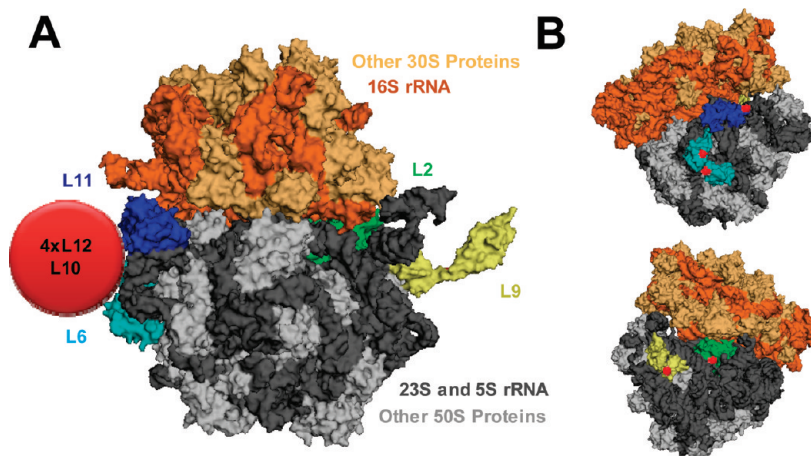 A
B
Other 30S Proteins
16S rRNA
L11
L2
4xL12
L10
L9
L6
23S and 5S rRNA
Other 50S Proteins